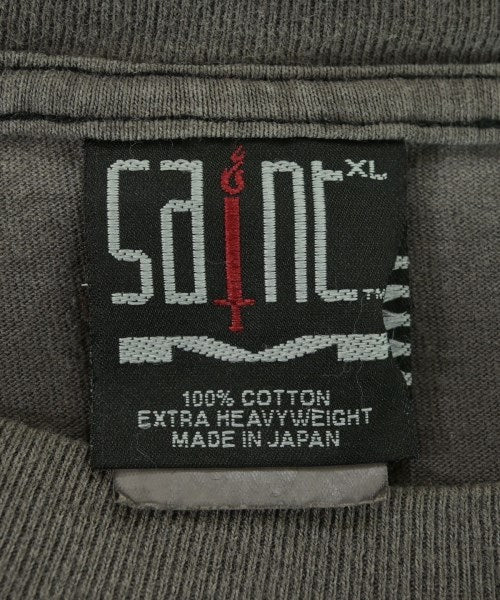 saint XL
TM
100% COTTON
EXTRA HEAVYWEIGHT
MADE IN JAPAN